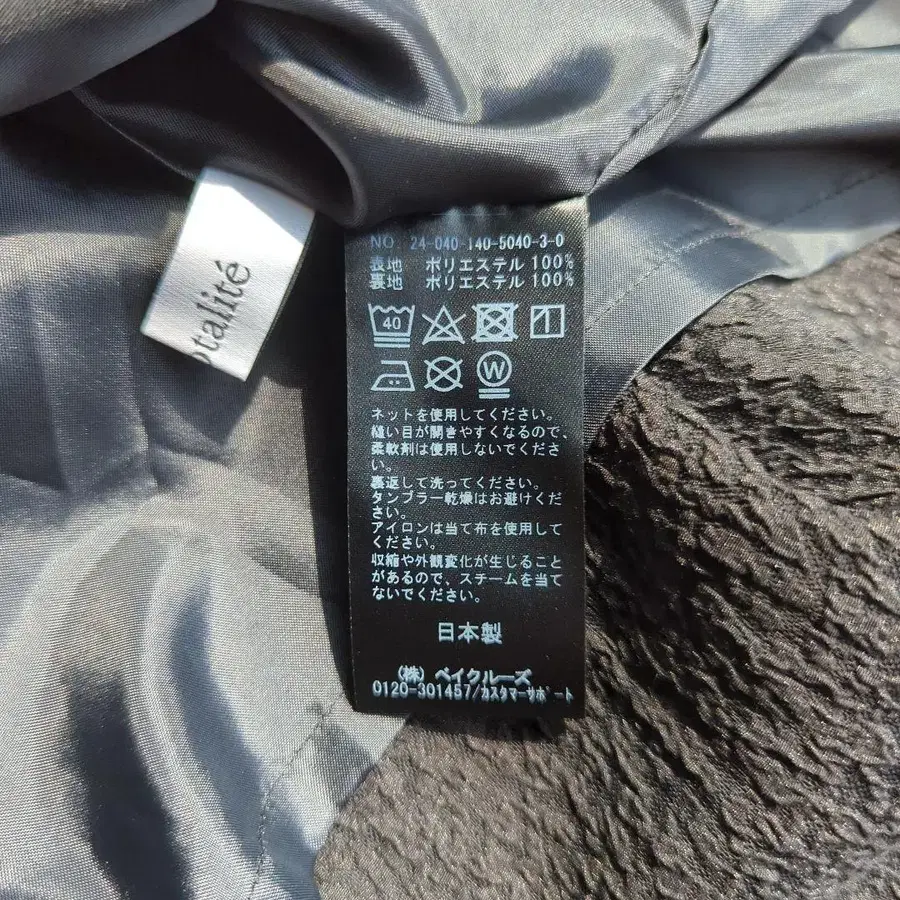 otalité
NO. 24-040-140-5040-3-0
表地 ポリエステル 100%
裏地 ポリエステル 100%
40
W
ネットを使用してください。
縫い目が開きやすくなるので、
柔軟剤は使用しないでくださ
い。
裏返して洗ってください。
タンブラー乾燥はお避けくだ
さい。
アイロンは当て布を使用して
ください。
収縮や外観変化が生じること
があるので、スチームを当て
ないでください。
日本製
(株) ベイクルーズ
0120-301457/カスタマーサポート